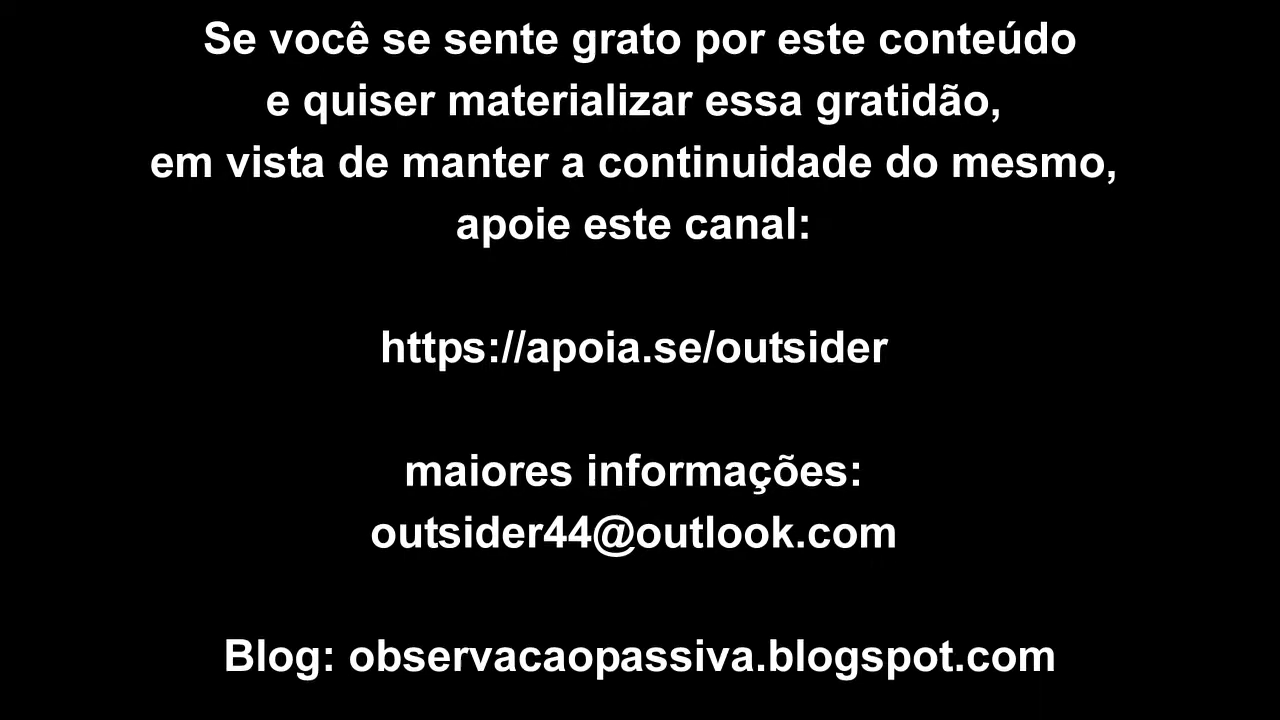 Se você se sente grato por este conteúdo
e quiser materializar essa gratidão,
em vista de manter a continuidade do mesmo,
apoie este canal:
https://apoia.se/outsider
maiores informações:
outsider44@outlook.com
Blog: observacaopassiva.blogspot.com